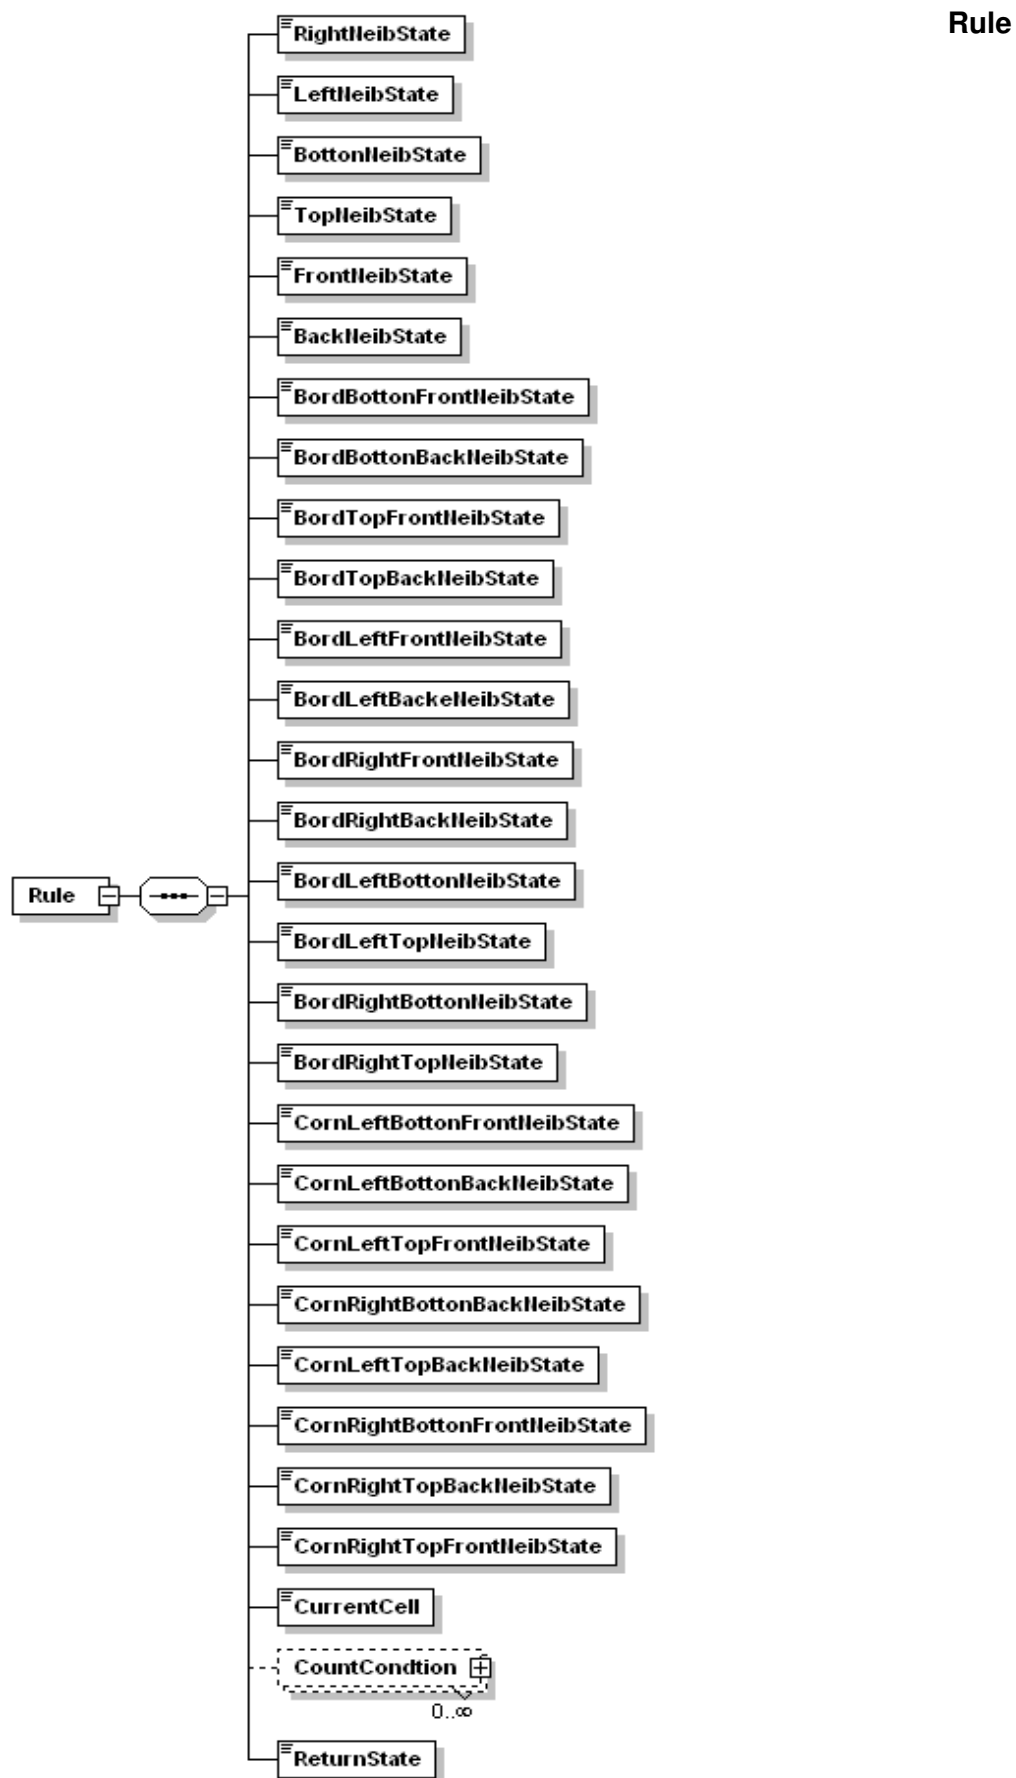 Rule
RightNeibState
LeftNeibState
BottonNeibState
TopNeibState
FrontNeibState
BackNeibState
BordBottonFrontNeibState
BordBottonBackNeibState
BordTopFrontNeibState
BordTopBackNeibState
BordLeftFrontNeibState
BordLeftBackeNeibState
BordRightFrontNeibState
BordRightBackNeibState
BordLeftBottonNeibState
Rule
BordLeftTopNeibState
BordRightBottonNeibState
BordRightTopNeibState
CornLeftBottonFrontNeibState
CornLeftBottonBackNeibState
CornLeftTopFrontNeibState
CornRightBottonBackNeibState
CornLeftTopBackNeibState
CornRightBottonFrontNeibState
CornRightTopBackNeibState
CornRightTopFrontNeibState
CurrentCell
CountCondtion
0..∞
ReturnState